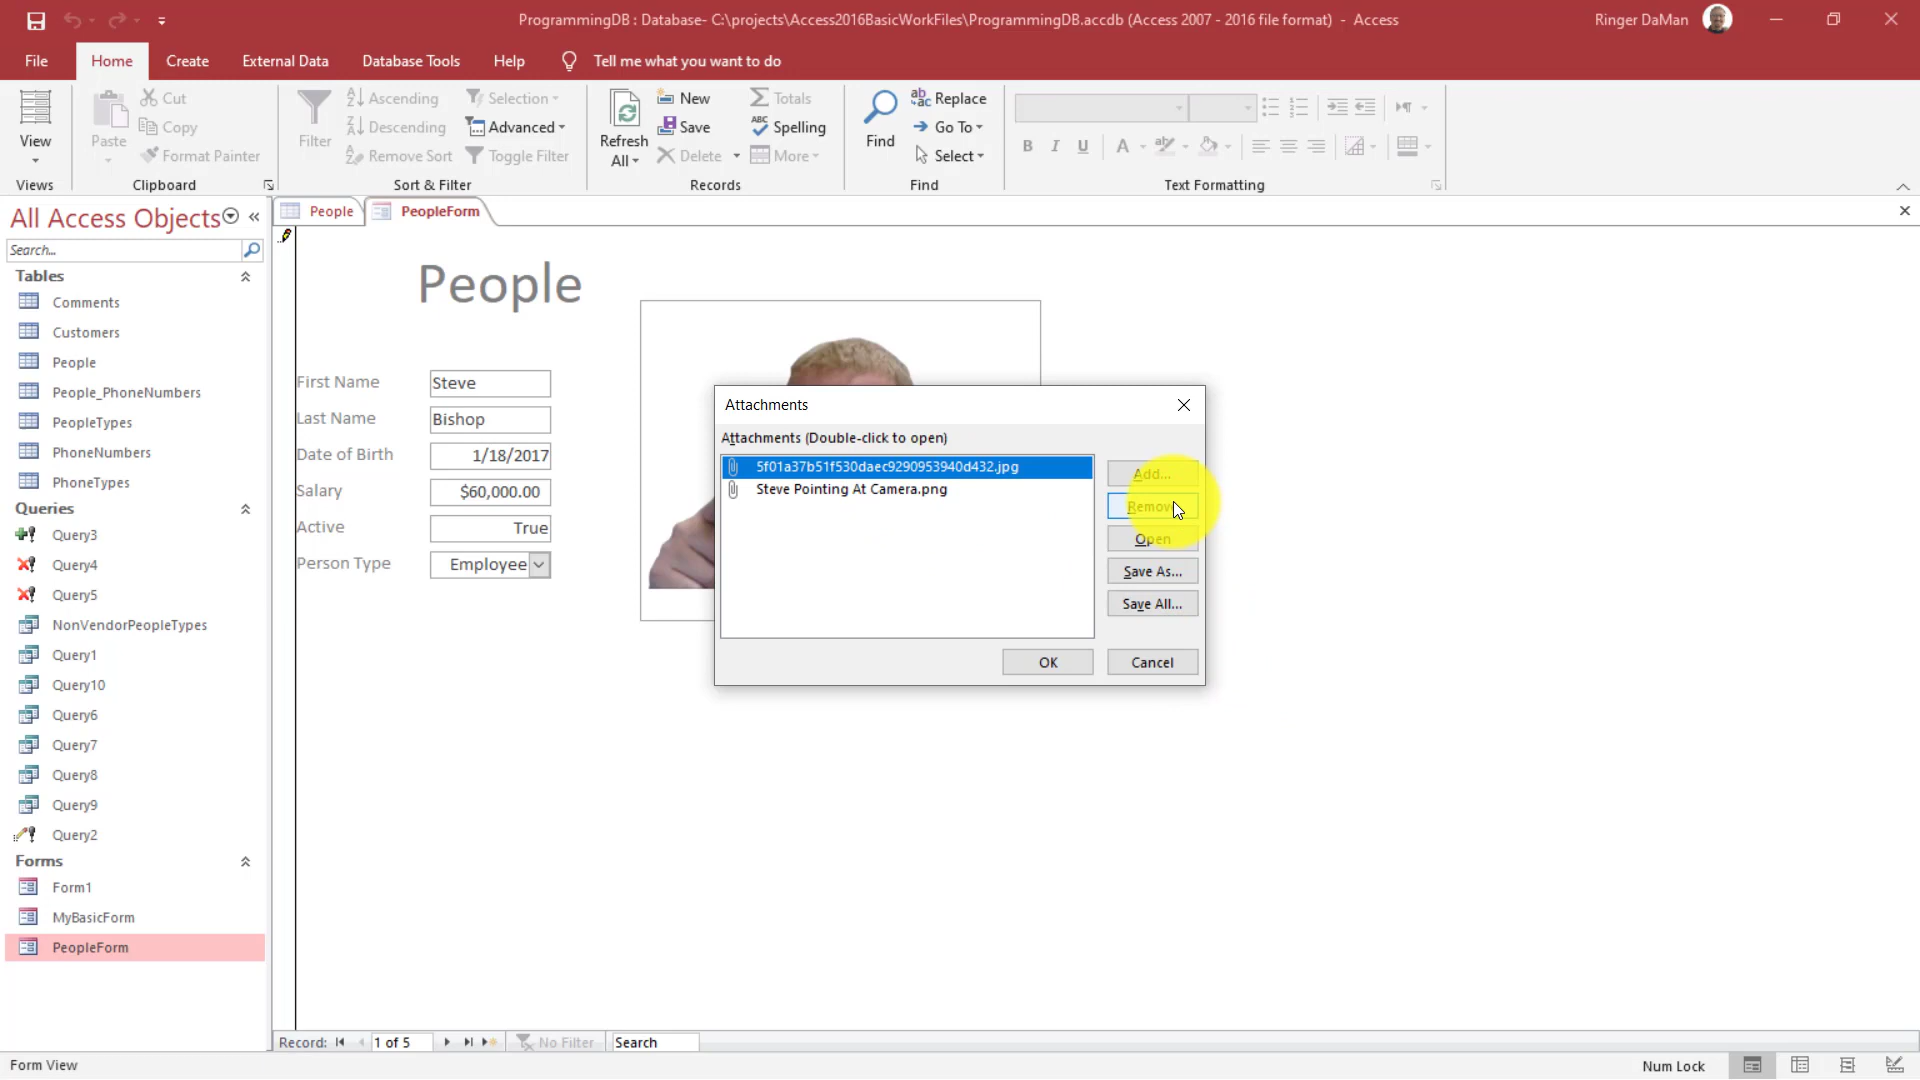 ProgrammingDB : Database- C:\projects\Access2016BasicWorkFiles\ProgrammingDB.accdb (Access 2007 - 2016 file format) - Access
Ringer DaMan
File
Home
Create
External Data
Database Tools
Help
Tell me what you want to do
View
Views
Paste
Cut
Copy
Format Painter
Clipboard
Filter
Ascending
Descending
Remove Sort
Selection
Advanced
Toggle Filter
Sort & Filter
Refresh
All
New
Save
Delete
Totals
Spelling
More
Records
Find
Replace
Go To
Select
Find
B I U A
Text Formatting
All Access Objects
Search...
Tables
Comments
Customers
People
People_PhoneNumbers
PeopleTypes
PhoneNumbers
PhoneTypes
Queries
Query3
Query4
Query5
NonVendorPeopleTypes
Query1
Query10
Query6
Query7
Query8
Query9
Query2
Forms
Form1
MyBasicForm
PeopleForm
People
PeopleForm
People
First Name
Steve
Last Name
Bishop
Date of Birth
1/18/2017
Salary
$60,000.00
Active
True
Person Type
Employee
Attachments
Attachments (Double-click to open)
5f01a37b51f530daec9290953940d432.jpg
Steve Pointing At Camera.png
Add...
Remove
Open
Save As...
Save All...
OK
Cancel
Record:
1 of 5
No Filter
Search
Form View
Num Lock